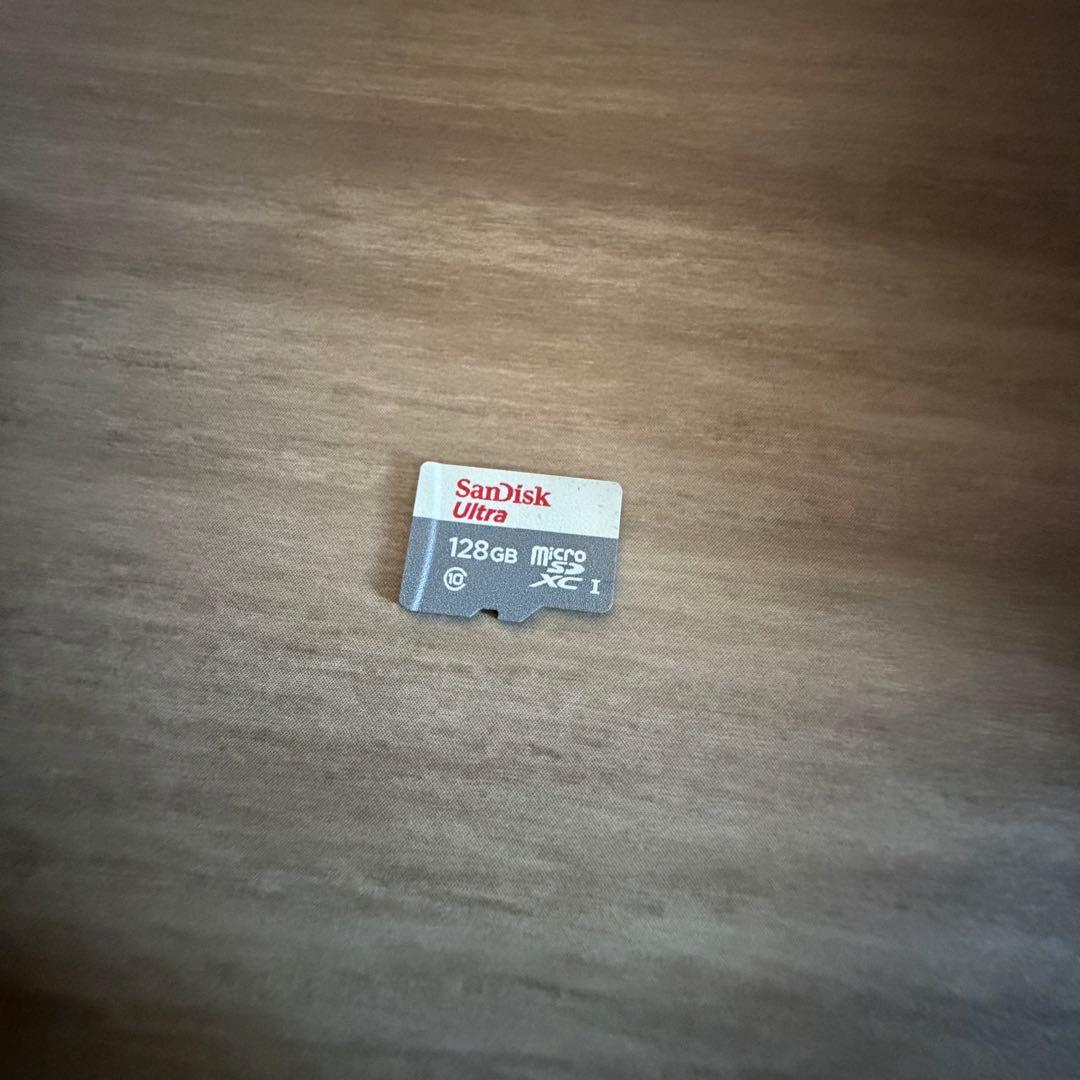 SanDisk
Ultra
128GB micro
SD
10 XC I